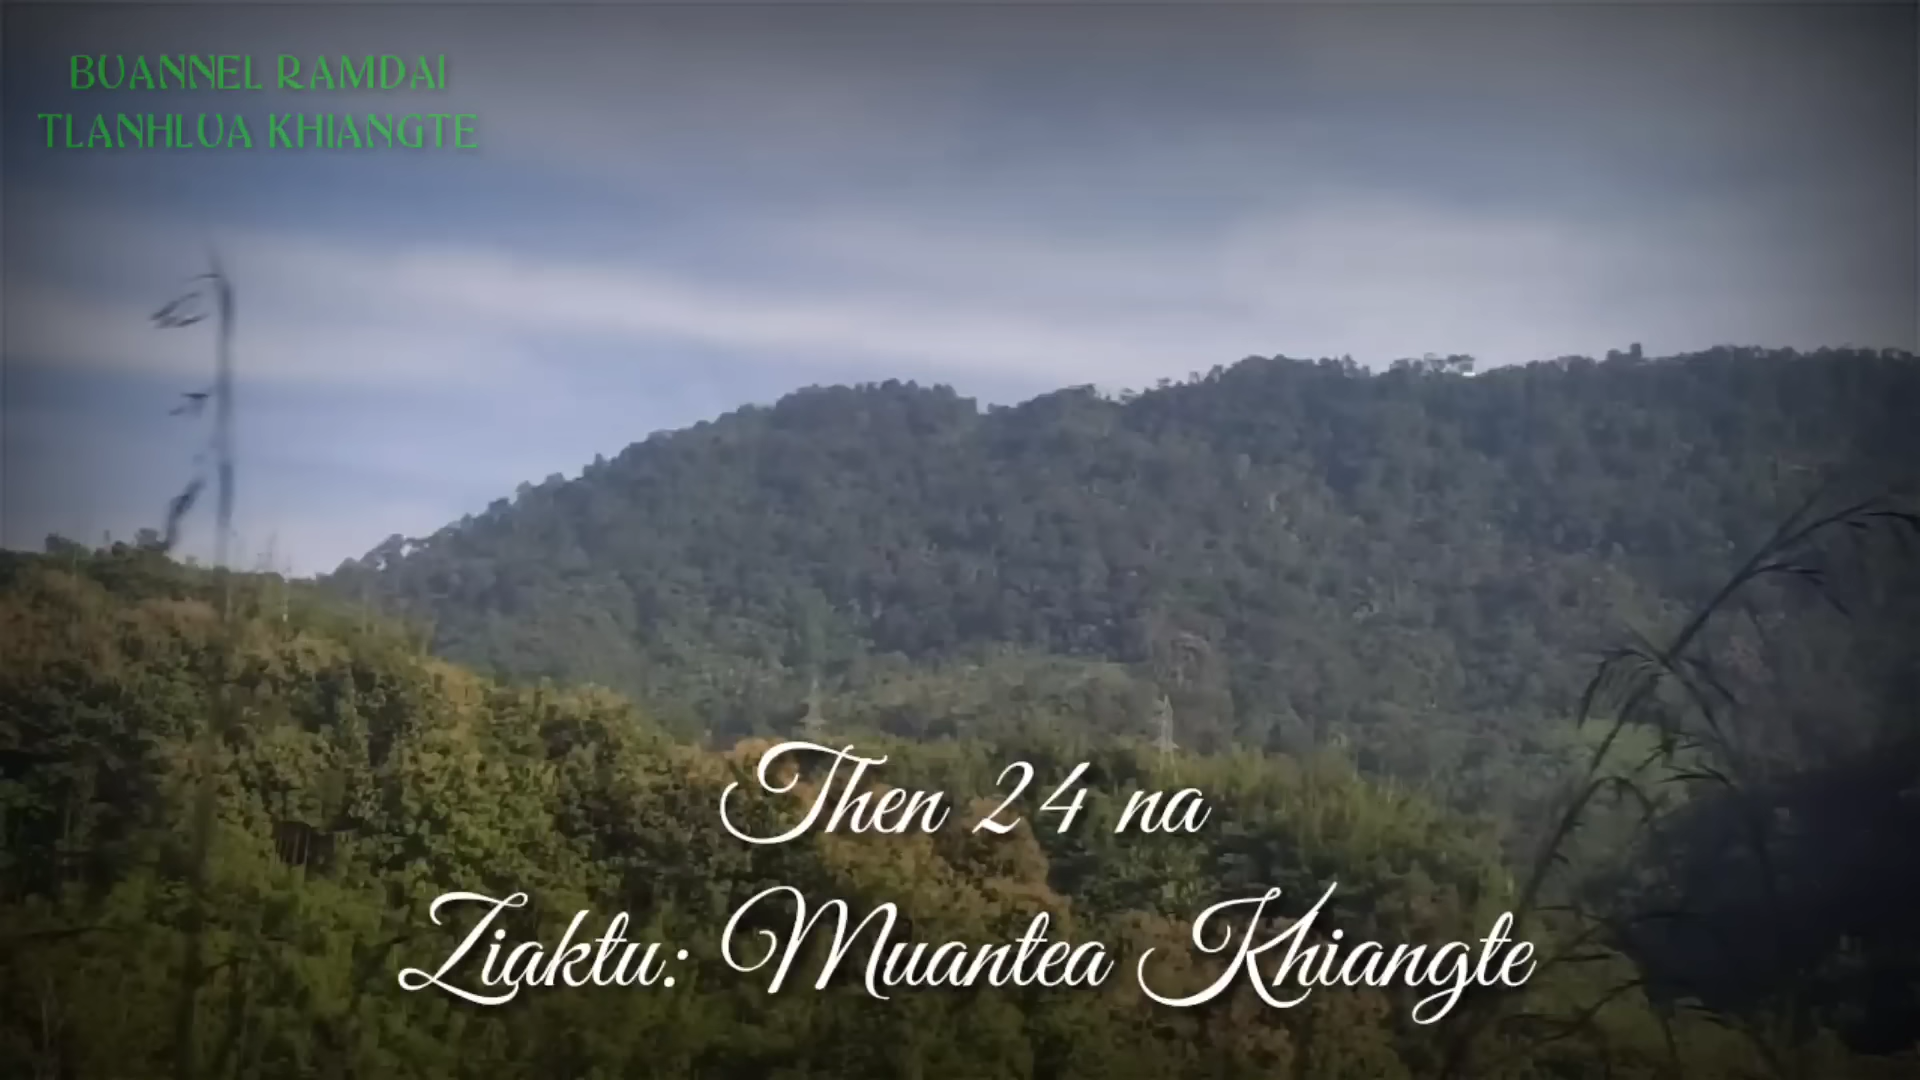 BUANNEL RAMDAI
TLANHLUA KHIANGTE
Then 24 na
Ziaktu: Muantea Khiangte